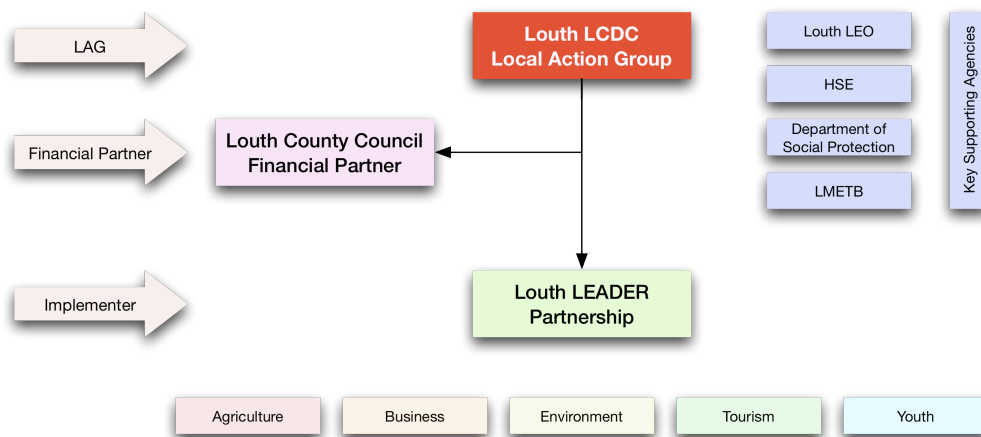 LAG
Louth LCDC
Local Action Group
Louth LEO
HSE
Department of
Social Protection
LMETB
Key Supporting Agencies
Financial Partner
Louth County Council
Financial Partner
Implementer
Louth LEADER
Partnership
Agriculture
Business
Environment
Tourism
Youth